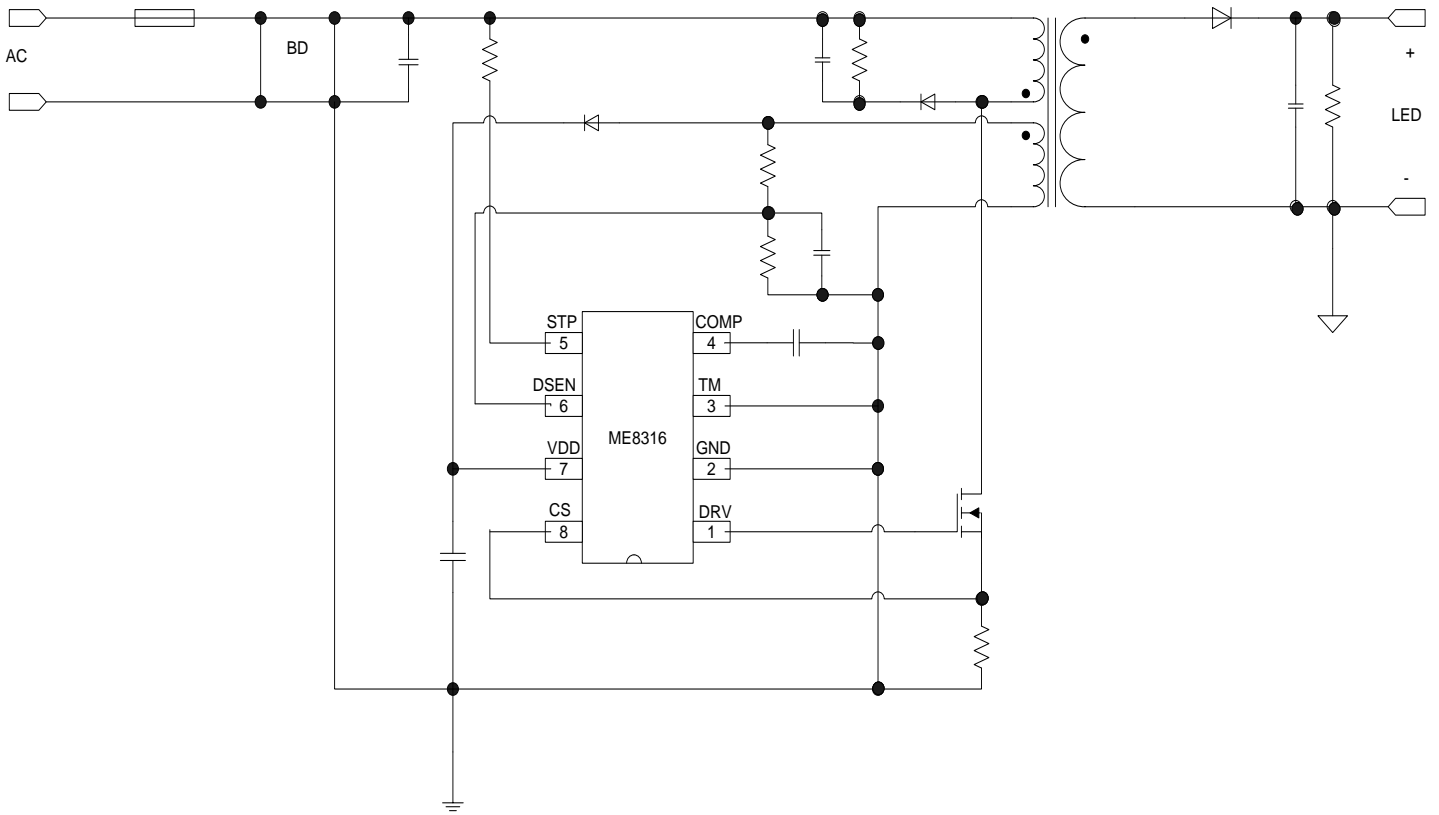 AC
BD
+
LED
-
STP
5
COMP
4
DSEN
6
TM
3
ME8316
VDD
7
GND
2
CS
8
DRV
1